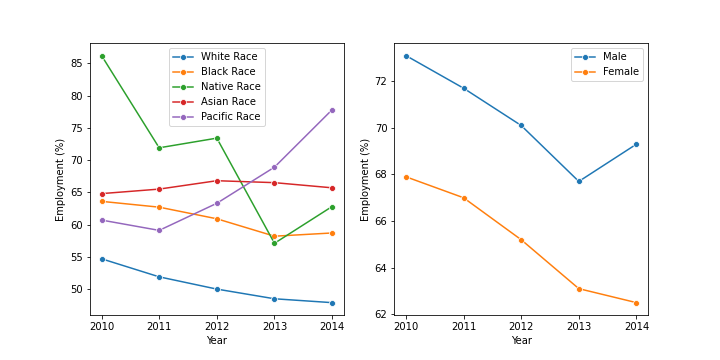 White Race
Black Race
Native Race
Asian Race
Pacific Race
85
80
75
70
65
60
55
50
Employment (%)
2010 2011 2012 2013 2014
Year
Male
Female
72
70
68
66
64
62
Employment (%)
2010 2011 2012 2013 2014
Year